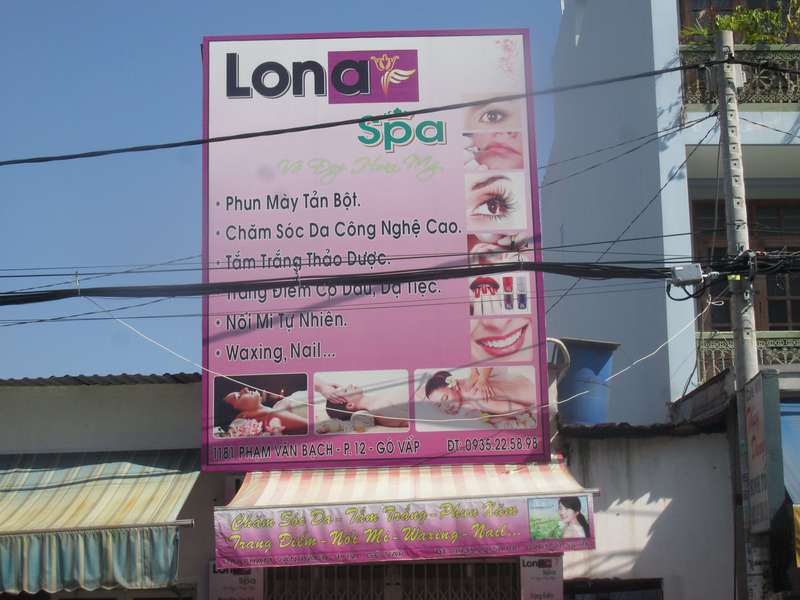 Lona
Spa
Vẻ Đẹp Hoàn Mỹ
• Phun Mày Tản Bột.
• Chăm Sóc Da Công Nghệ Cao.
• Tắm Trắng Thảo Dược.
• Trang Điểm Cô Dâu, Dạ Tiệc.
• Nối Mi Tự Nhiên.
• Waxing, Nail...
1181 PHẠM VĂN BẠCH - P. 12 - GÒ VẤP ĐT: 0935.22.58.98
Chăm Sóc Da - Tắm Trắng - Phun Xăm
Trang Điểm - Nối Mi - Waxing - Nail...
Spa
Spa